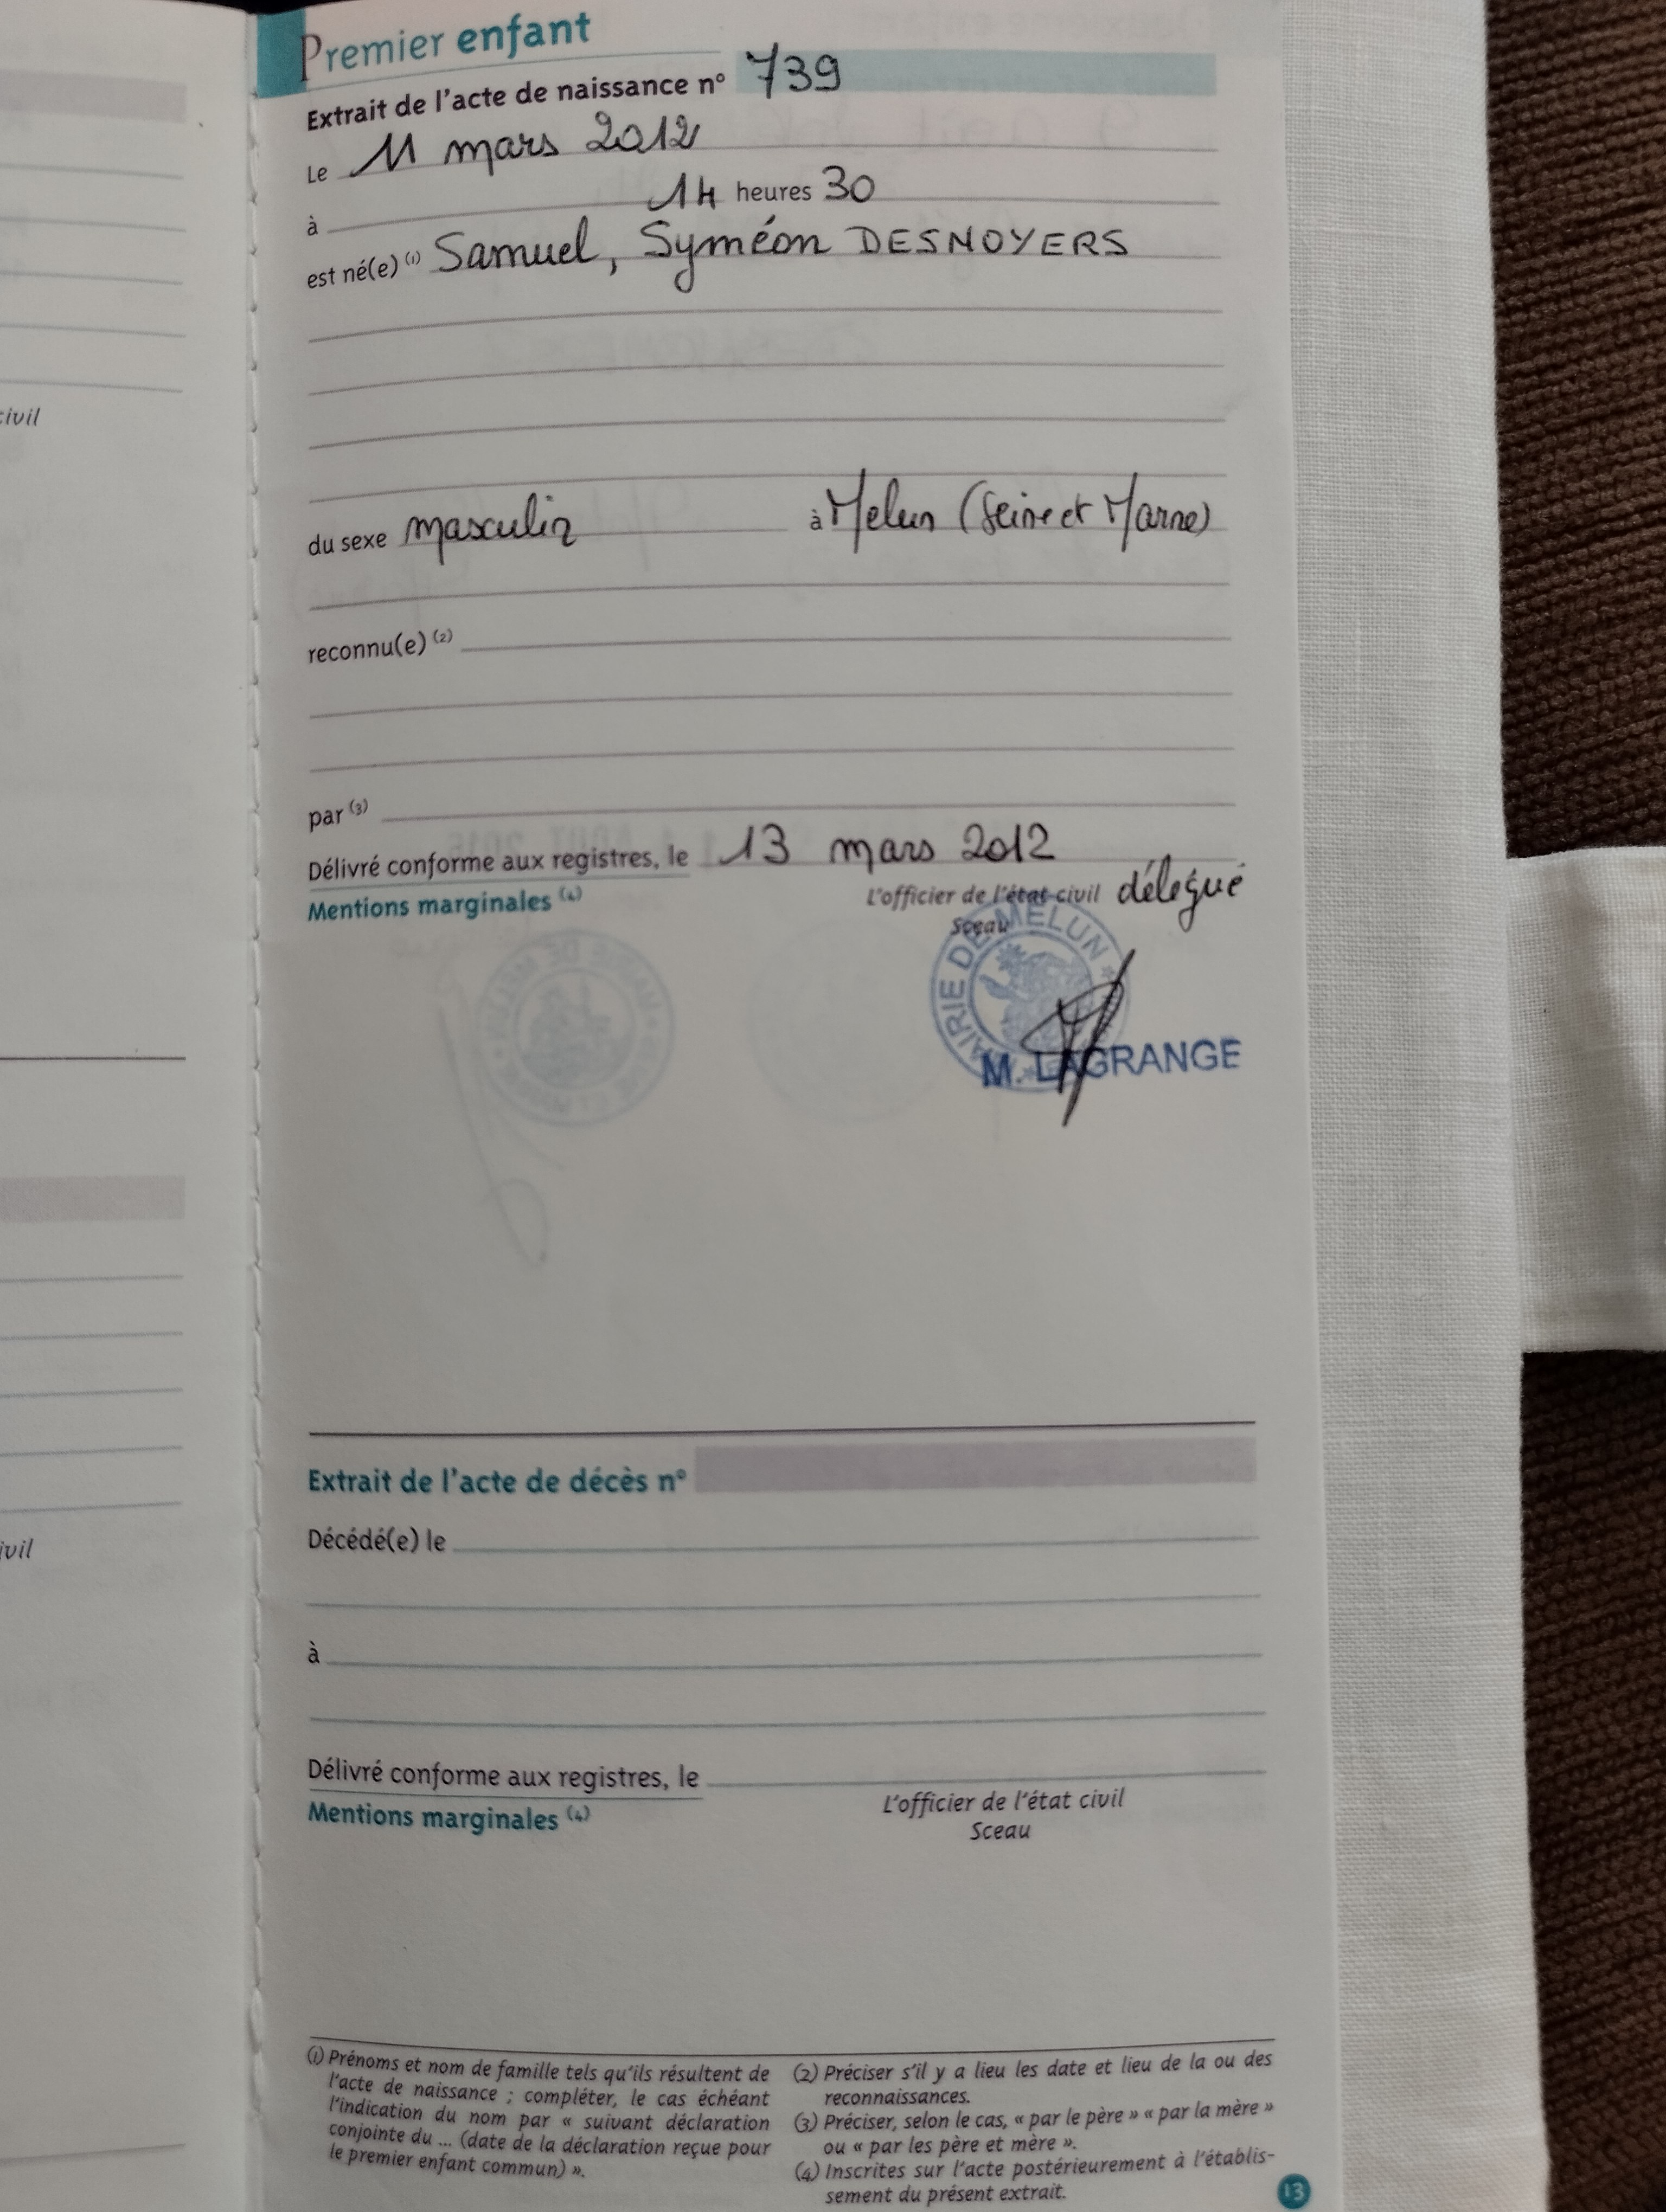 civil
ivil
Premier enfant
Extrait de l'acte de naissance n° 739
Le 11 mars 2012
à 14 heures 30
est né(e) (1) Samuel, Syméon DESNOYERS
du sexe masculin à Melun (Seine et Marne)
reconnu(e) (2)
par (3)
Délivré conforme aux registres, le 13 mars 2012
Mentions marginales (4)
L'officier de l'état civil délégué
Sceau
MAIRIE DE MELUN
M. LAGRANGE
Extrait de l'acte de décès n°
Décédé(e) le
à
Délivré conforme aux registres, le
Mentions marginales (4)
L'officier de l'état civil
Sceau
(1) Prénoms et nom de famille tels qu'ils résultent de
l'acte de naissance ; compléter, le cas échéant
l'indication du nom par « suivant déclaration
conjointe du ... (date de la déclaration reçue pour
le premier enfant commun) ».
(2) Préciser s'il y a lieu les date et lieu de la ou des
reconnaissances.
(3) Préciser, selon le cas, « par le père » « par la mère »
ou « par les père et mère ».
(4) Inscrites sur l'acte postérieurement à l'établis-
sement du présent extrait.
13